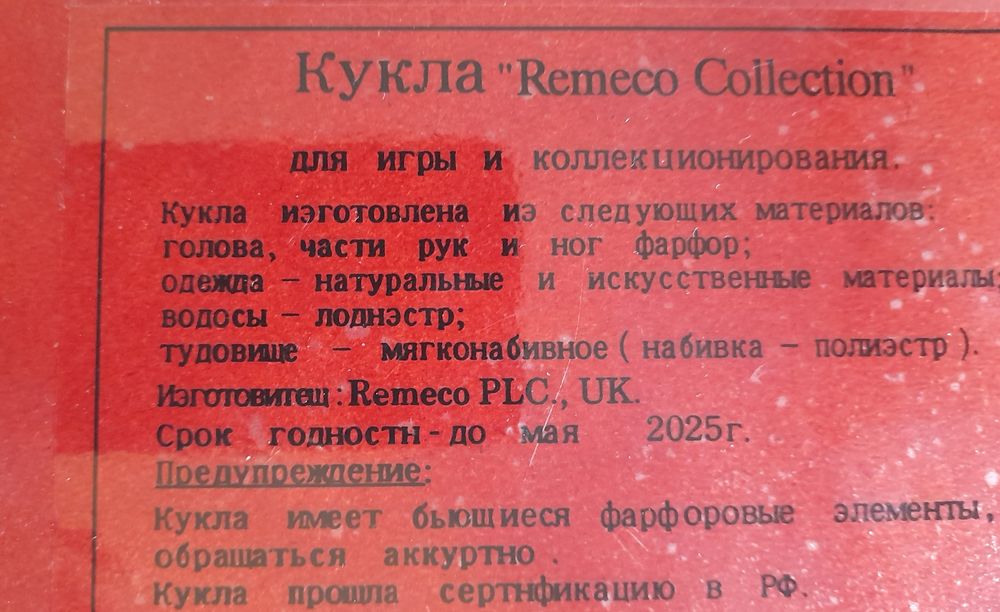 Кукла "Remeco Collection"
для игры и коллекционирования.
Кукла иэготовлена иэ следующих материалов:
голова, части рук и ног фарфор;
одежда - натуральные и искусственные материалы;
водосы - лоднэстр;
тудовище - мягконабивное ( набивка - полиэстр ).
Иэготовитещ : Remeco PLC., UK.
Срок годностн - до мая 2025г.
Предупреждение:
Кукла имеет бьющиеся фарфоровые элементы,
обращаться аккуртно .
Кукла прошла сертнфикацию в РФ.